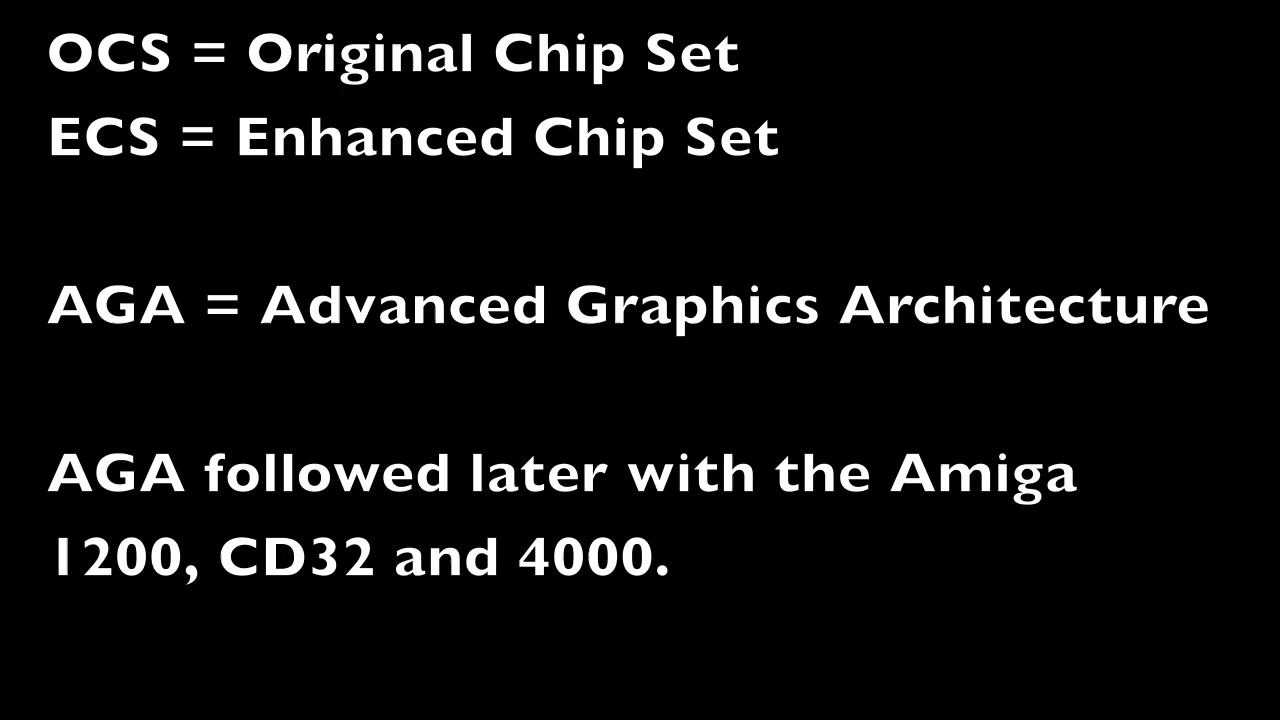 OCS = Original Chip Set
ECS = Enhanced Chip Set
AGA = Advanced Graphics Architecture
AGA followed later with the Amiga
1200, CD32 and 4000.